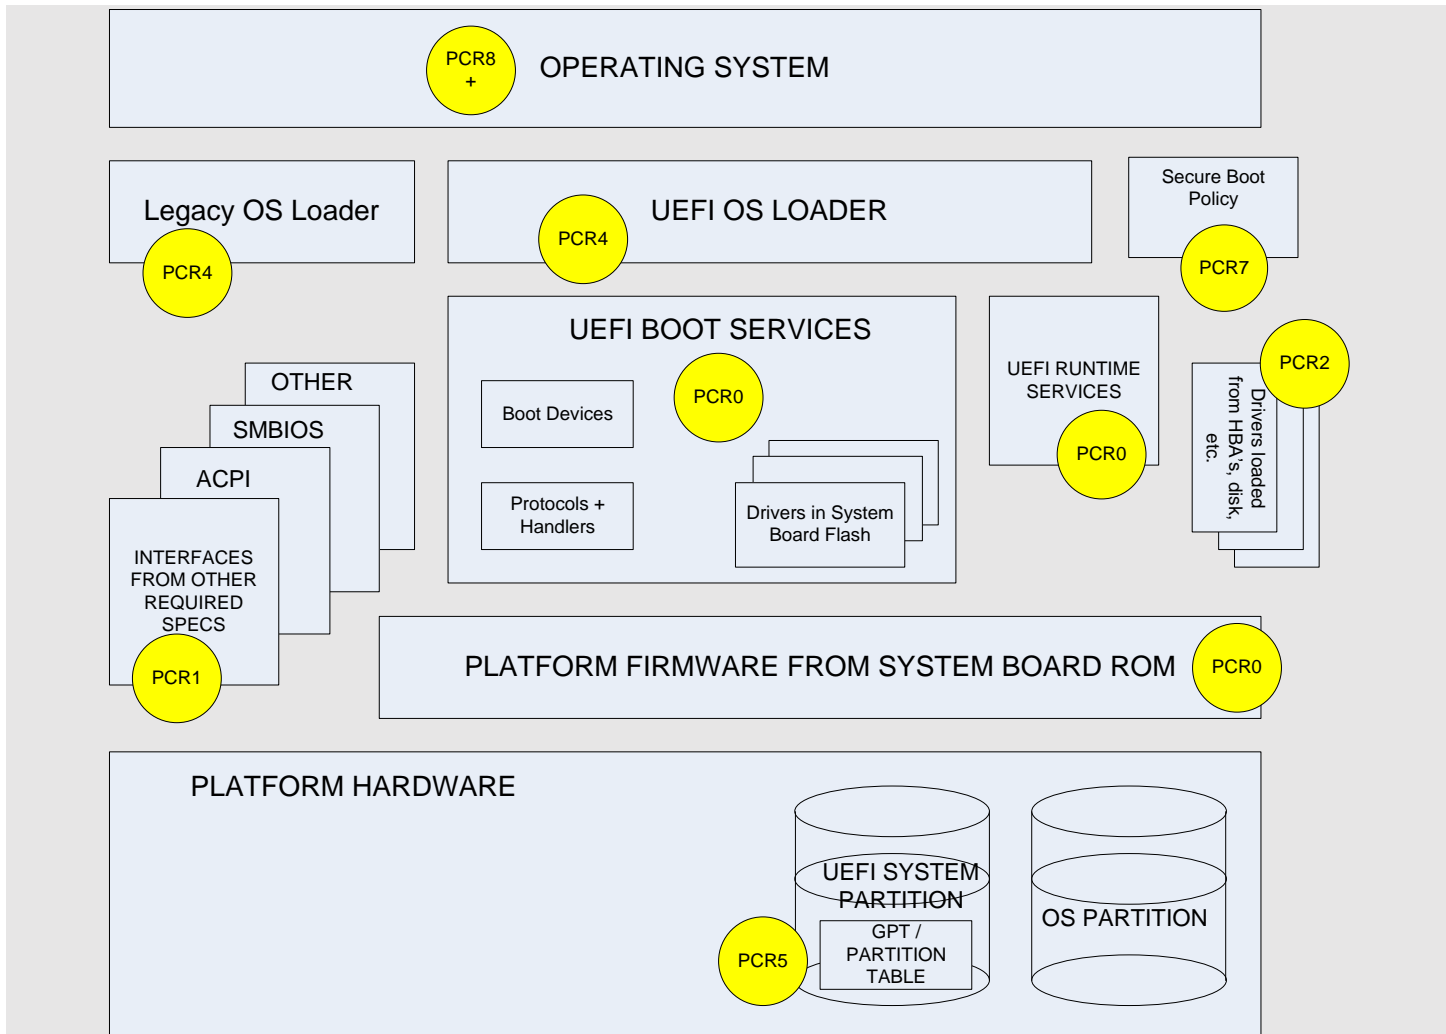 PCR8
+
OPERATING SYSTEM
Legacy OS Loader
PCR4
UEFI OS LOADER
PCR4
Secure Boot
Policy
PCR7
UEFI BOOT SERVICES
PCR0
Boot Devices
Protocols +
Handlers
Drivers in System
Board Flash
UEFI RUNTIME
SERVICES
PCR0
PCR2
Drivers loaded
from HBA's, disk,
etc.
OTHER
SMBIOS
ACPI
INTERFACES
FROM OTHER
REQUIRED
SPECS
PCR1
PLATFORM FIRMWARE FROM SYSTEM BOARD ROM
PCR0
PLATFORM HARDWARE
UEFI SYSTEM
PARTITION
GPT /
PARTITION
TABLE
PCR5
OS PARTITION